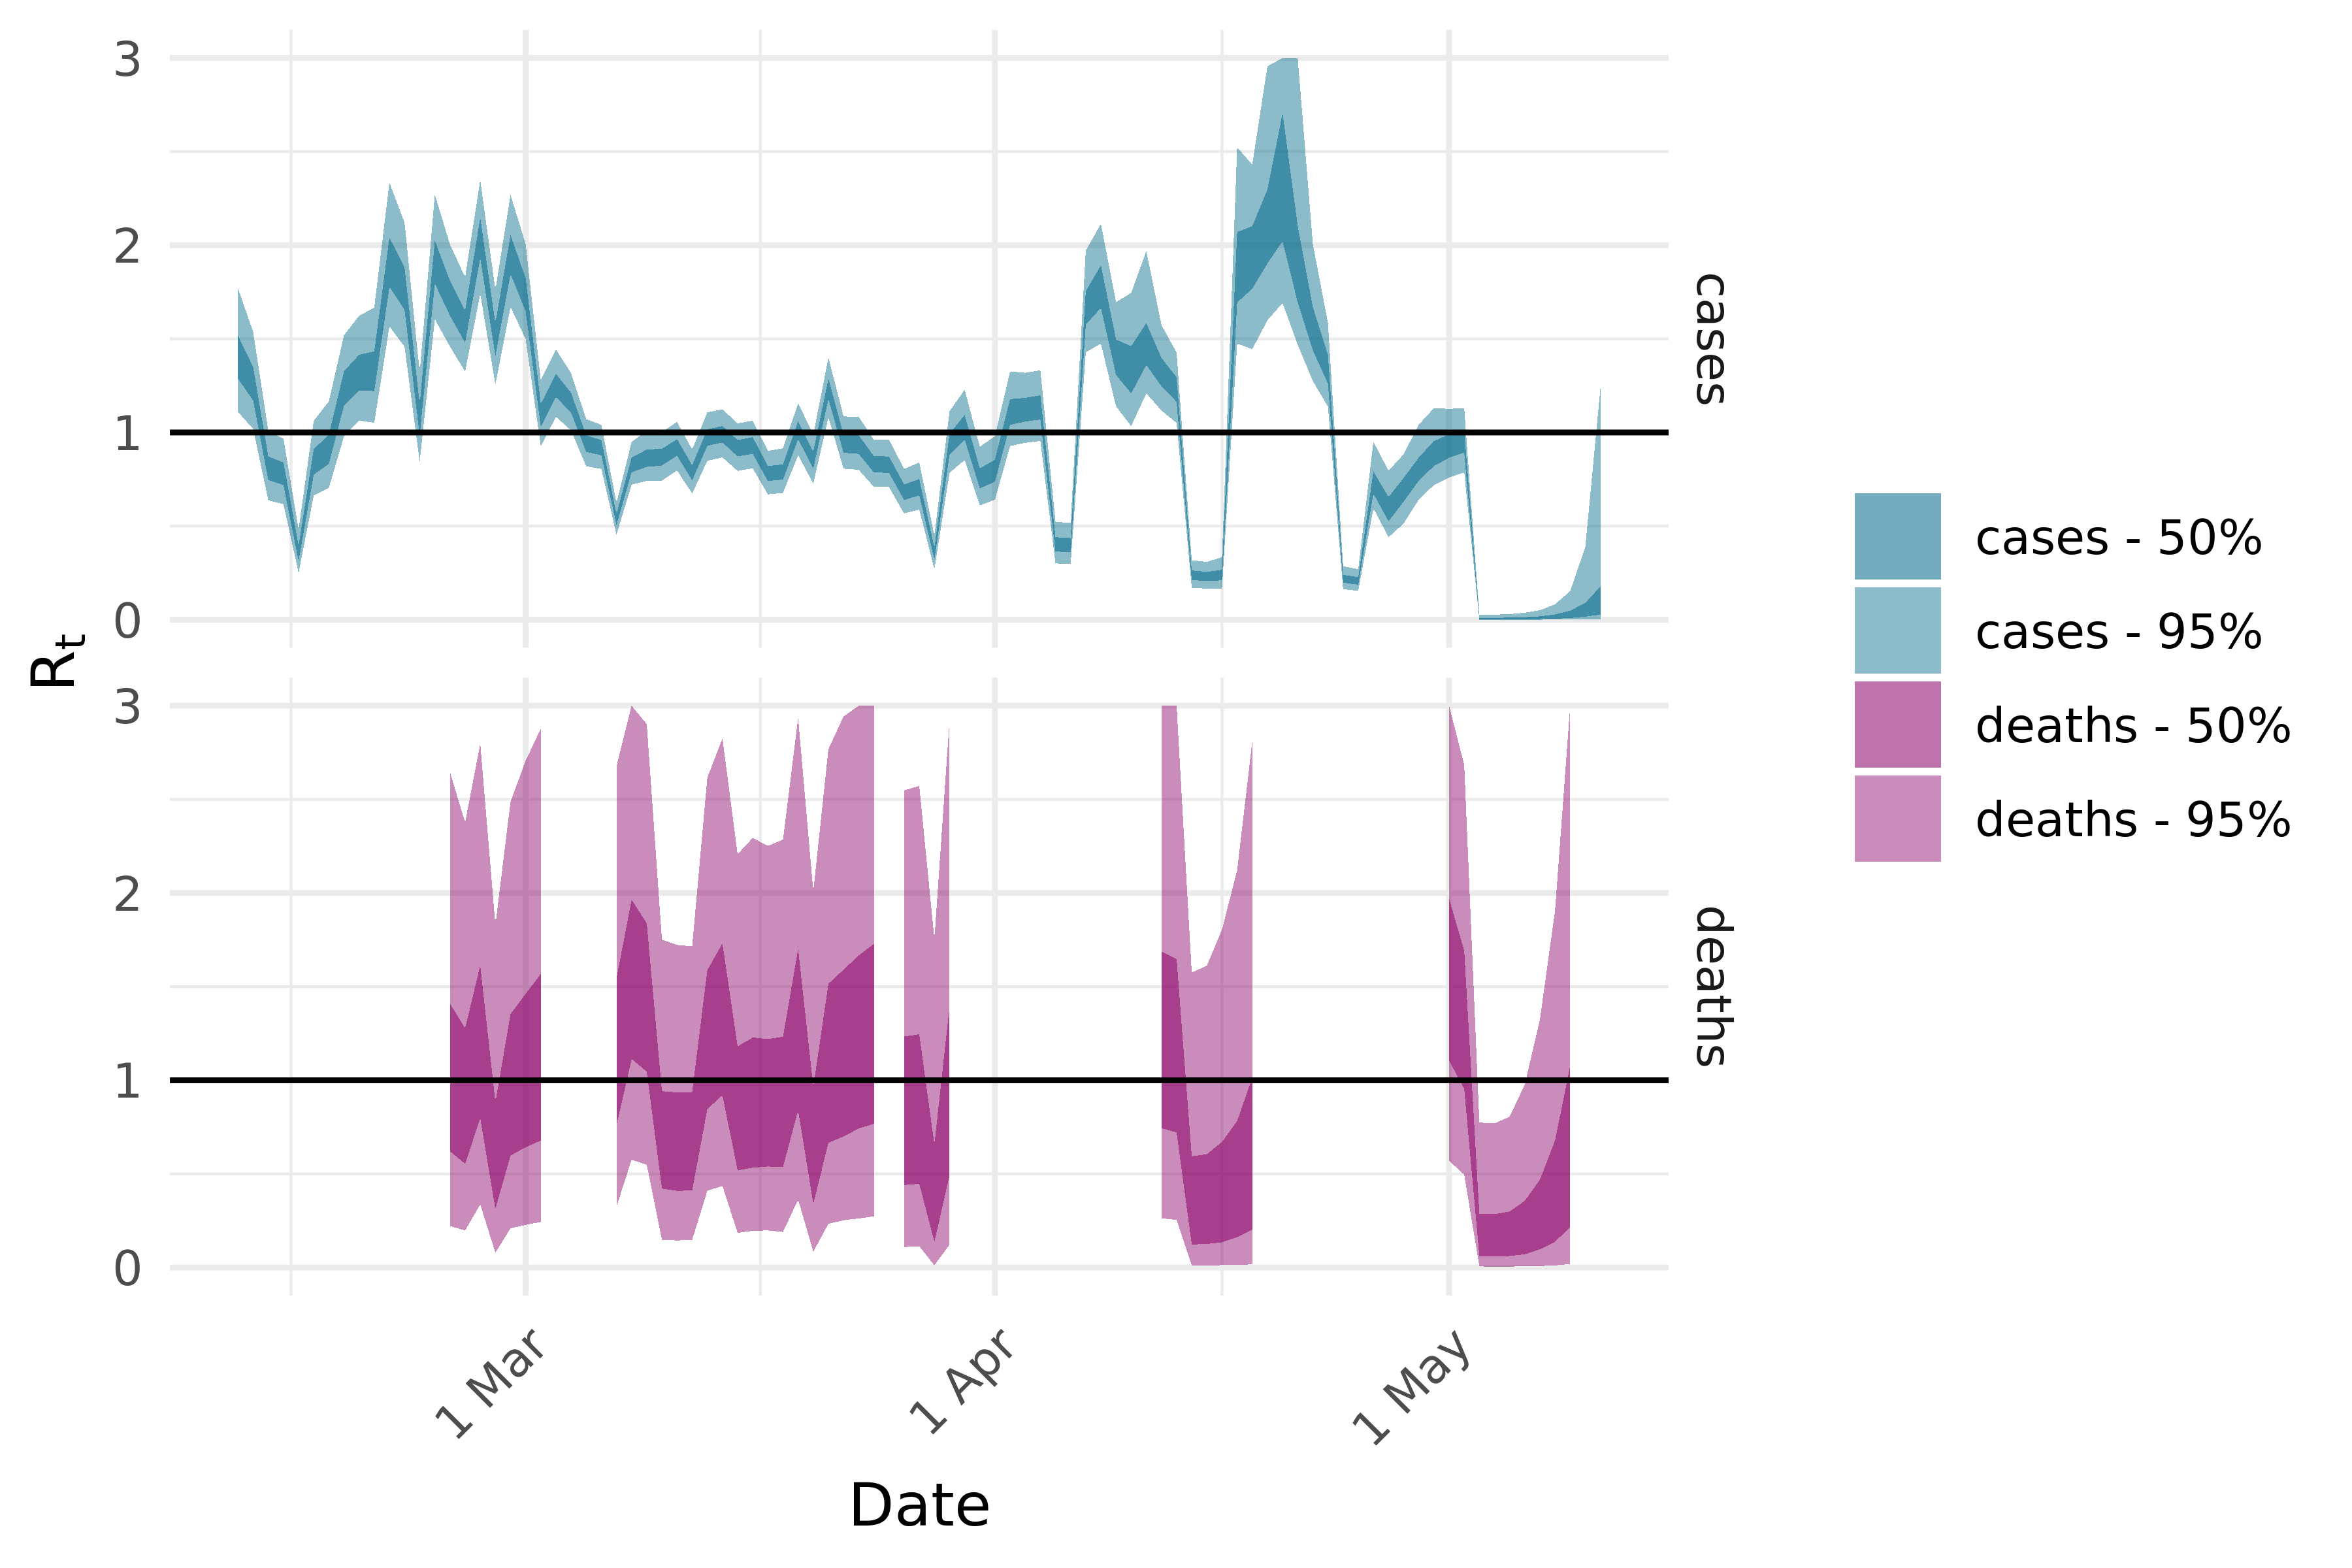 3
2
1
0
cases
3
2
1
0
deaths
Rt
1 Mar
1 Apr
1 May
Date
cases - 50%
cases - 95%
deaths - 50%
deaths - 95%